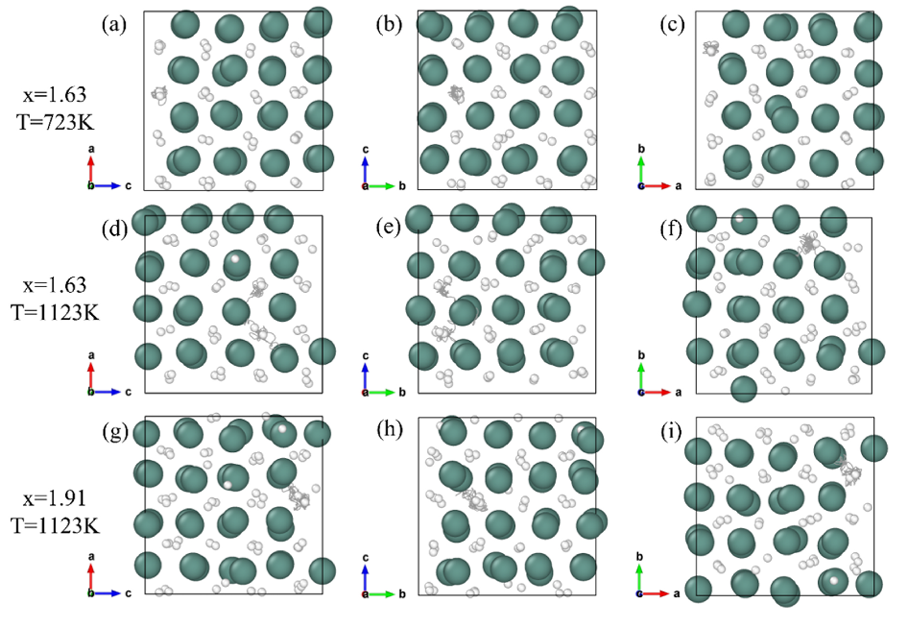 (a)
(b)
(c)
x=1.63
T=723K
a
b
c
c
a
b
b
c
a
(d)
(e)
(f)
x=1.63
T=1123K
a
b
c
c
a
b
b
c
a
(g)
(h)
(i)
x=1.91
T=1123K
a
b
c
c
a
b
b
c
a